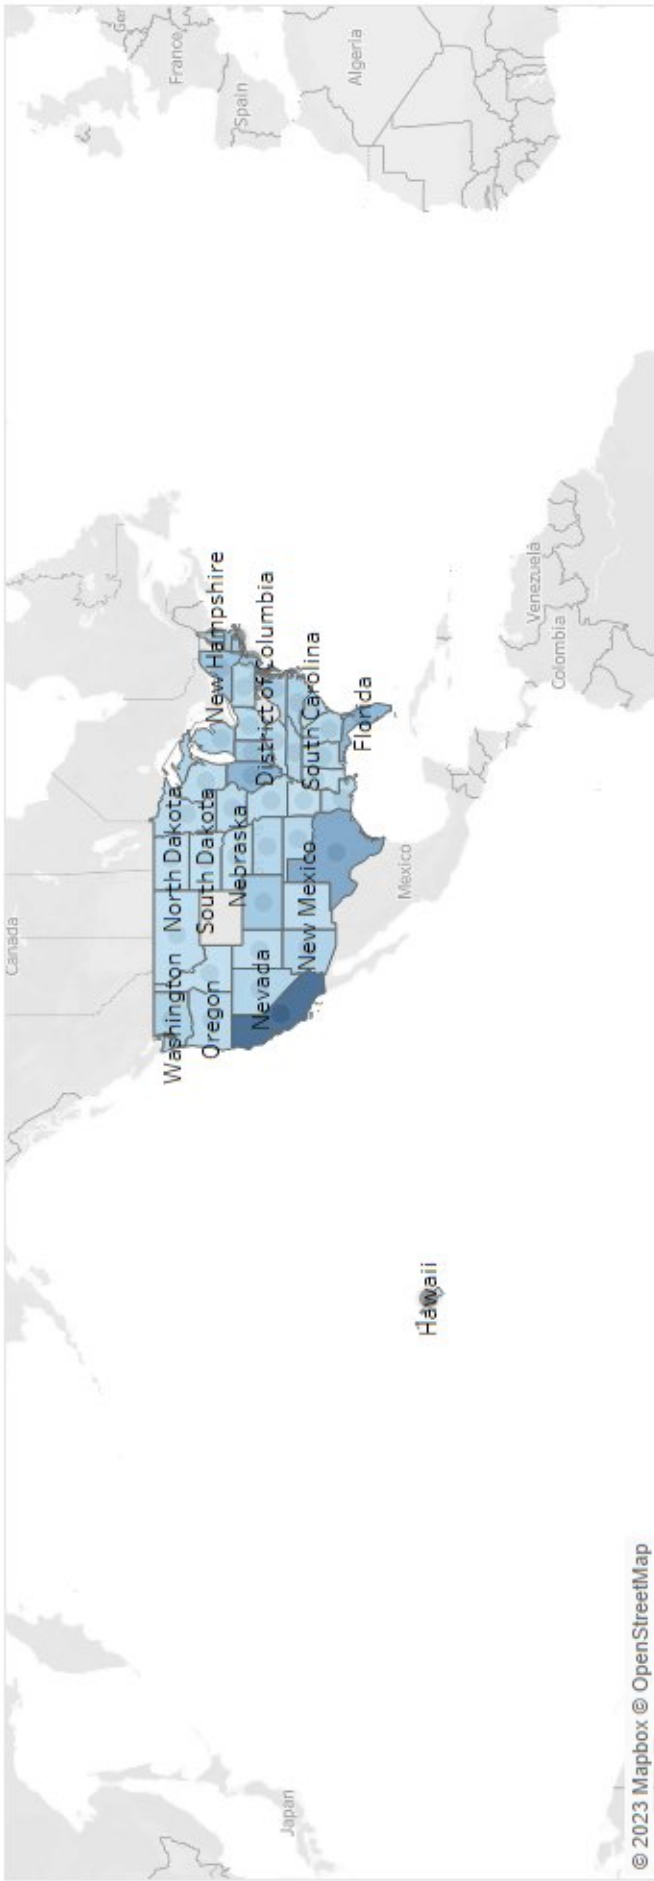 Canada
Ger
France
Spain
Algeria
Washington
North Dakota
Oregon
South Dakota
New Hampshire
Nebraska
Nevada
District of Columbia
New Mexico
South Carolina
Florida
Mexico
Hawaii
Japan
Venezuela
Colombia
© 2023 Mapbox © OpenStreetMap